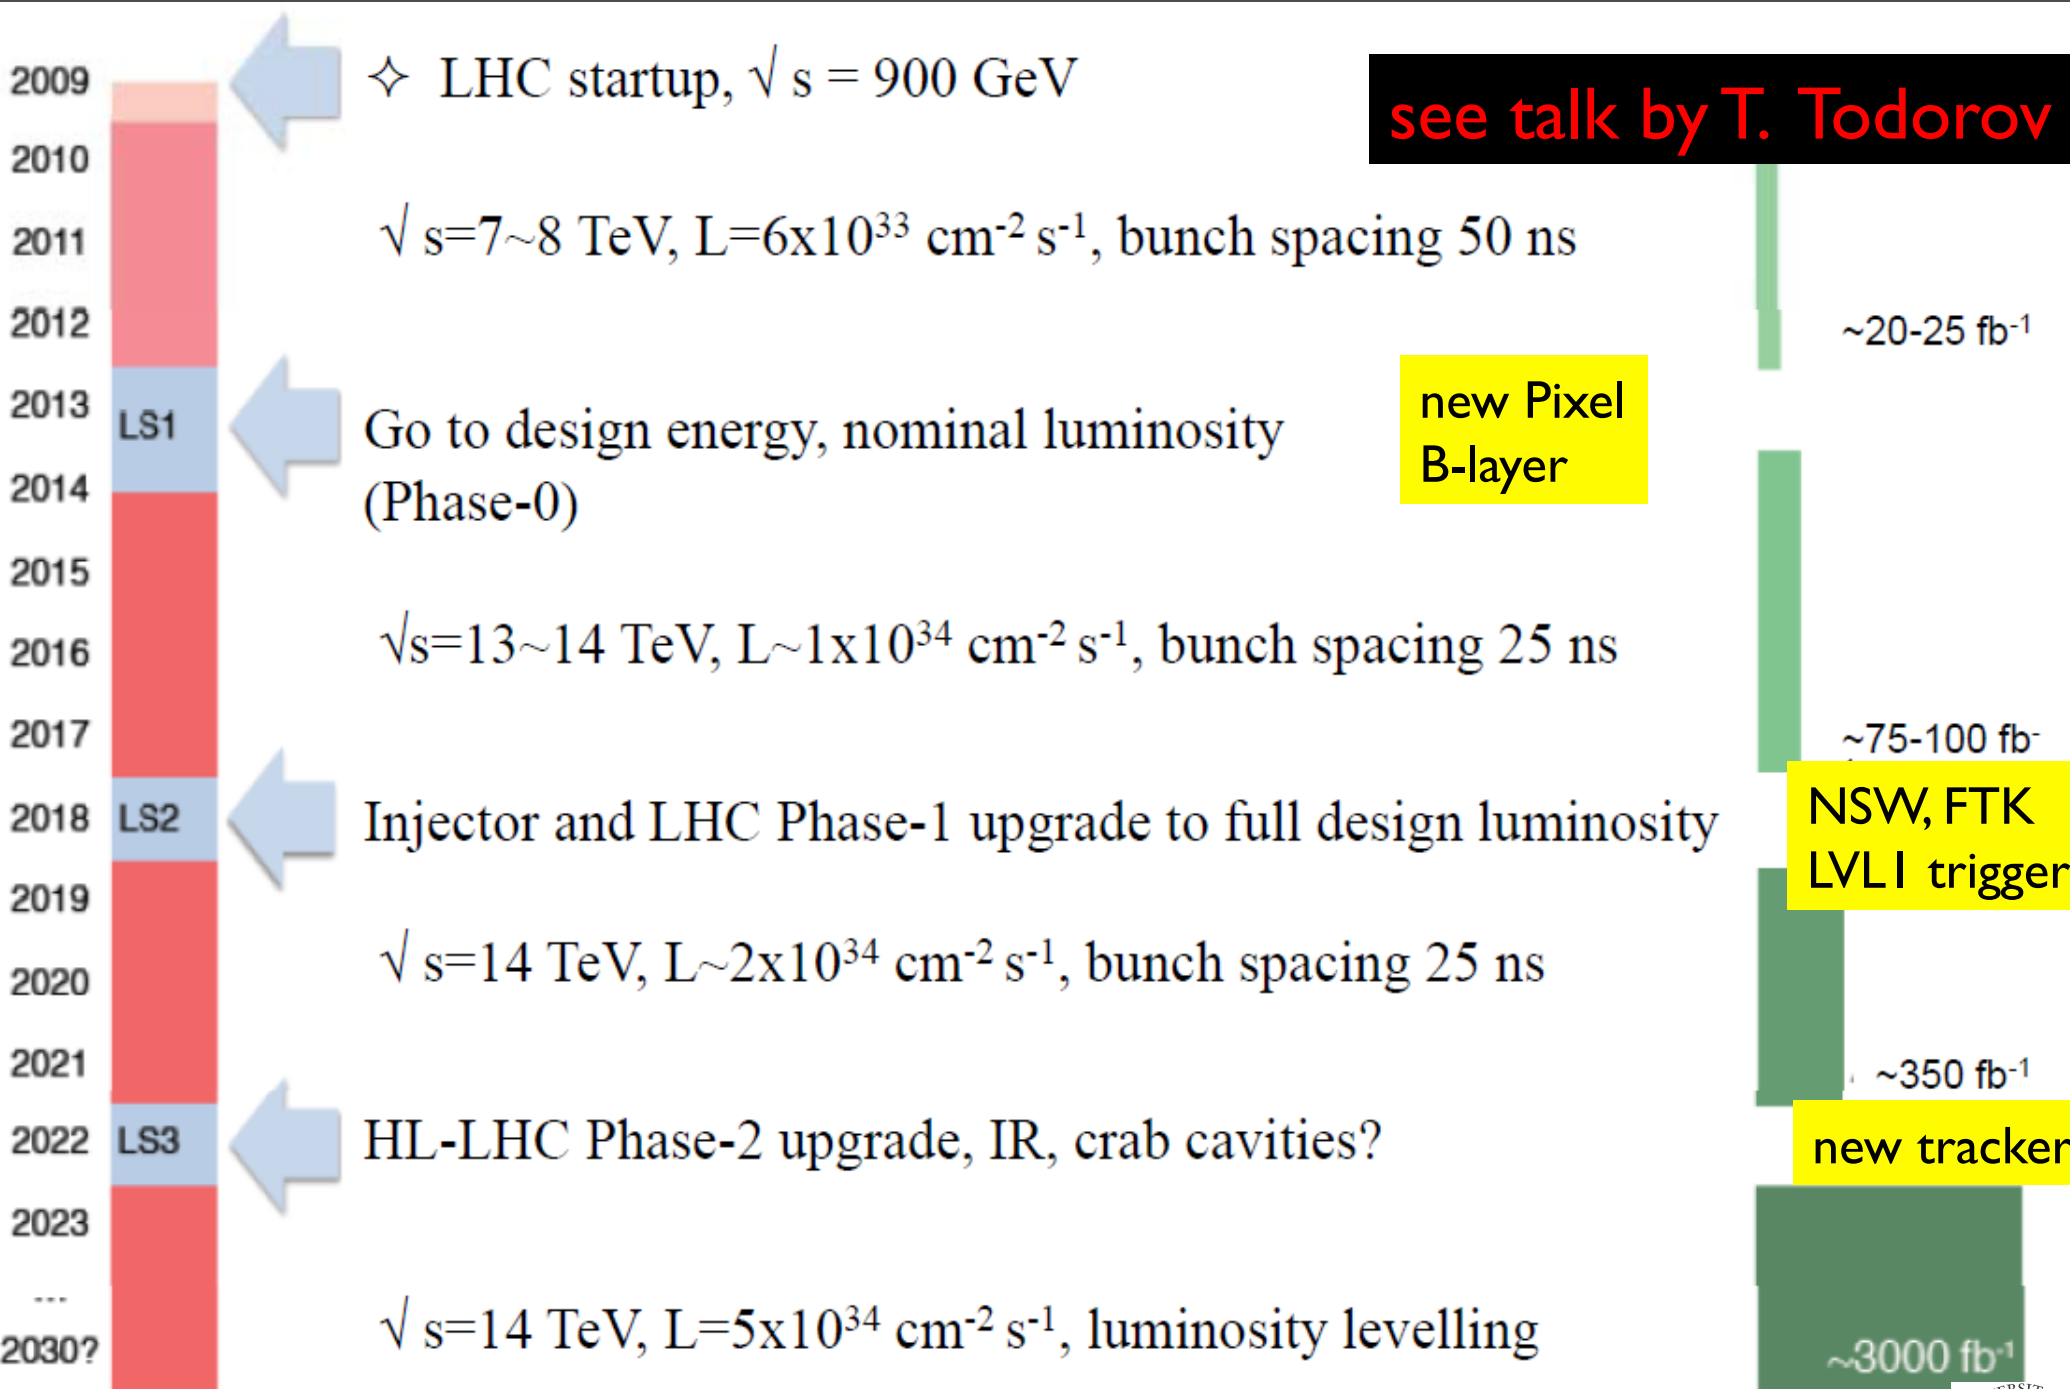 2009
✧ LHC startup, √ s = 900 GeV
see talk by T. Todorov
2010
2011
√ s=7~8 TeV, L=6x10³³ cm⁻² s⁻¹, bunch spacing 50 ns
2012
~20-25 fb⁻¹
2013
LS1
Go to design energy, nominal luminosity
(Phase-0)
new Pixel
B-layer
2014
2015
2016
√s=13~14 TeV, L~1x10³⁴ cm⁻² s⁻¹, bunch spacing 25 ns
2017
~75-100 fb⁻
2018
LS2
Injector and LHC Phase-1 upgrade to full design luminosity
NSW, FTK
LVL1 trigger
2019
2020
√ s=14 TeV, L~2x10³⁴ cm⁻² s⁻¹, bunch spacing 25 ns
2021
~350 fb⁻¹
2022
LS3
HL-LHC Phase-2 upgrade, IR, crab cavities?
new tracker
2023
...
2030?
√ s=14 TeV, L=5x10³⁴ cm⁻² s⁻¹, luminosity levelling
~3000 fb⁻¹